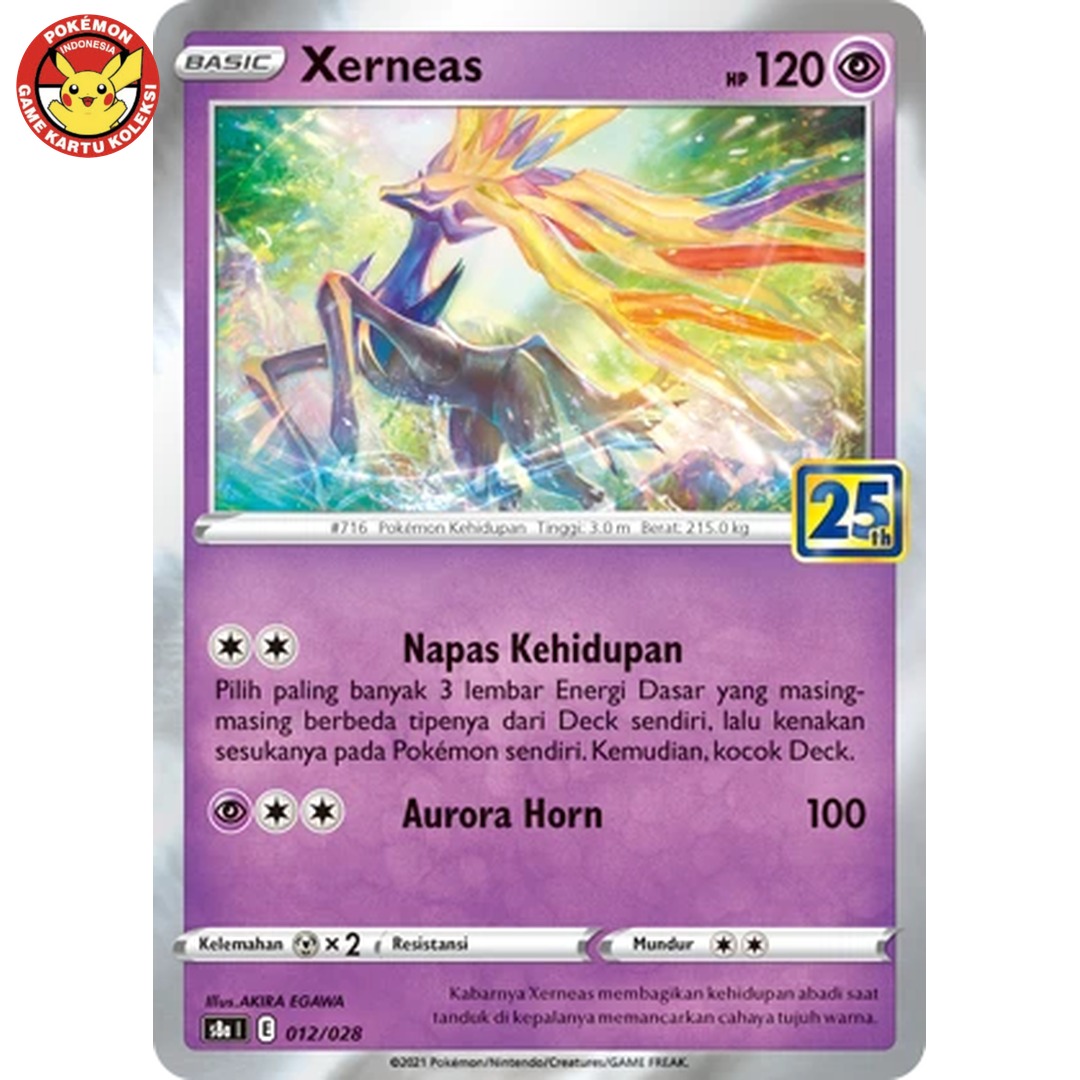 POKÉMON
INDONESIA
GAME KARTU KOLEKSI
BASIC Xerneas HP 120
#716 Pokémon Kehidupan Tinggi: 3.0 m Berat: 215.0 kg
25th
Napas Kehidupan
Pilih paling banyak 3 lembar Energi Dasar yang masing-
masing berbeda tipenya dari Deck sendiri, lalu kenakan
sesukanya pada Pokémon sendiri. Kemudian, kocok Deck.
Aurora Horn 100
Kelemahan ×2 Resistansi Mundur
Illus. AKIRA EGAWA
Kabarnya Xerneas membagikan kehidupan abadi saat
tanduk di kepalanya memancarkan cahaya tujuh warna.
s8a I E 012/028
©2021 Pokémon/Nintendo/Creatures/GAME FREAK.